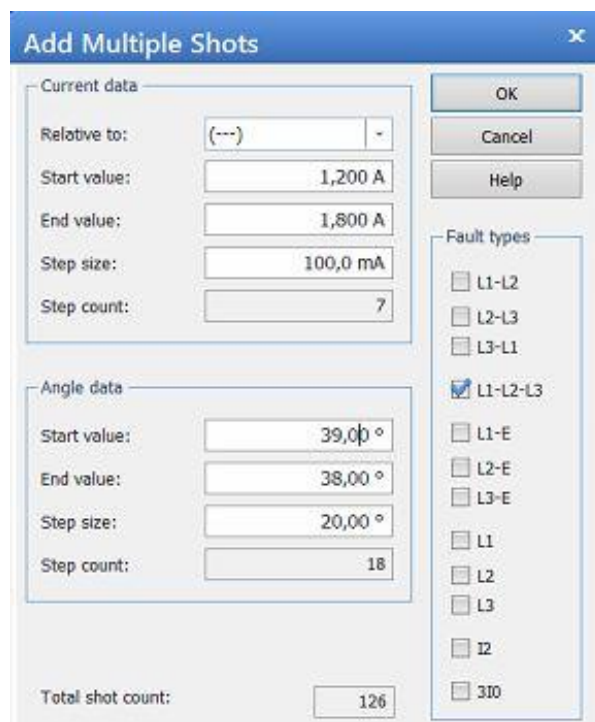 Add Multiple Shots
Current data
Relative to: (---)
Start value: 1,200 A
End value: 1,800 A
Step size: 100,0 mA
Step count: 7
Angle data
Start value: 39,00 °
End value: 38,00 °
Step size: 20,00 °
Step count: 18
Total shot count: 126
OK
Cancel
Help
Fault types
L1-L2
L2-L3
L3-L1
L1-L2-L3
L1-E
L2-E
L3-E
L1
L2
L3
I2
3I0